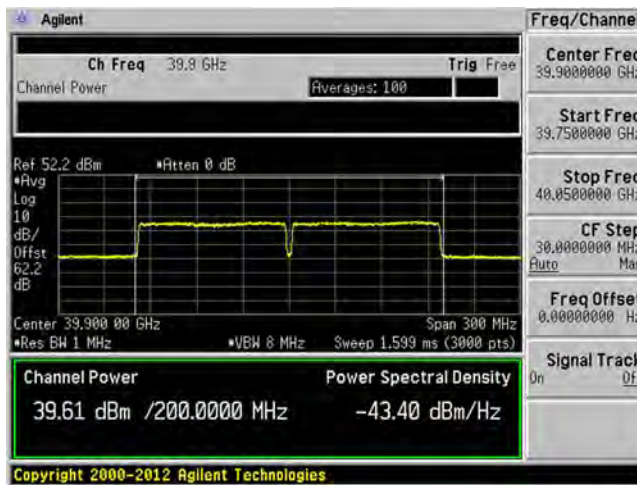 Agilent
Freq/Channel
Ch Freq 39.9 GHz Trig Free
Channel Power Averages: 100
Center Freq
39.9000000 GHz
Start Freq
39.7500000 GHz
Stop Freq
40.0500000 GHz
CF Step
30.0000000 MHz
Auto Man
Freq Offset
0.00000000 Hz
Signal Track
On Off
Ref 52.2 dBm *Atten 0 dB
*Avg
Log
10
dB/
Offst
62.2
dB
Center 39.900 00 GHz Span 300 MHz
*Res BW 1 MHz *VBW 8 MHz Sweep 1.599 ms (3000 pts)
Channel Power Power Spectral Density
39.61 dBm /200.0000 MHz -43.40 dBm/Hz
Copyright 2000-2012 Agilent Technologies